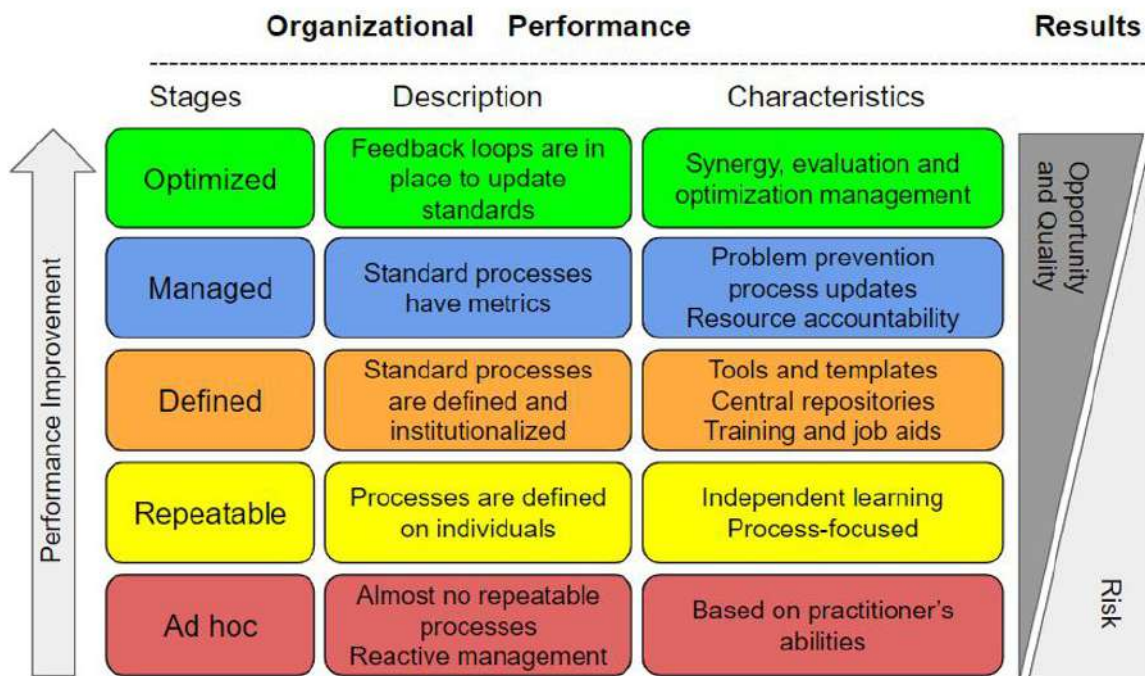 Organizational Performance Results
Stages Description Characteristics
Performance Improvement
Optimized
Feedback loops are in
place to update
standards
Synergy, evaluation and
optimization management
Managed
Standard processes
have metrics
Problem prevention
process updates
Resource accountability
Defined
Standard processes
are defined and
institutionalized
Tools and templates
Central repositories
Training and job aids
Repeatable
Processes are defined
on individuals
Independent learning
Process-focused
Ad hoc
Almost no repeatable
processes
Reactive management
Based on practitioner's
abilities
Opportunity
and Quality
Risk